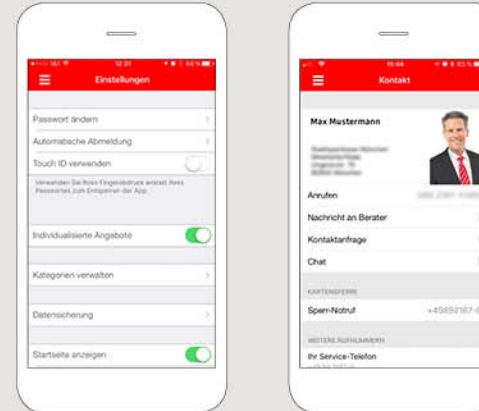 12:31
Einstellungen
Passwort ändern
Automatische Abmeldung
Touch ID verwenden
Verwenden Sie Ihren Fingerabdruck anstatt Ihres
Passwortes zum Entsperren der App.
Individualisierte Angebote
Kategorien verwalten
Datensicherung
Startseite anzeigen
15:44
Kontakt
Max Mustermann
Anrufen
Nachricht an Berater
Kontaktanfrage
Chat
KARTENSPERRE
Sperr-Notruf
WEITERE RUFNUMMERN
Ihr Service-Telefon